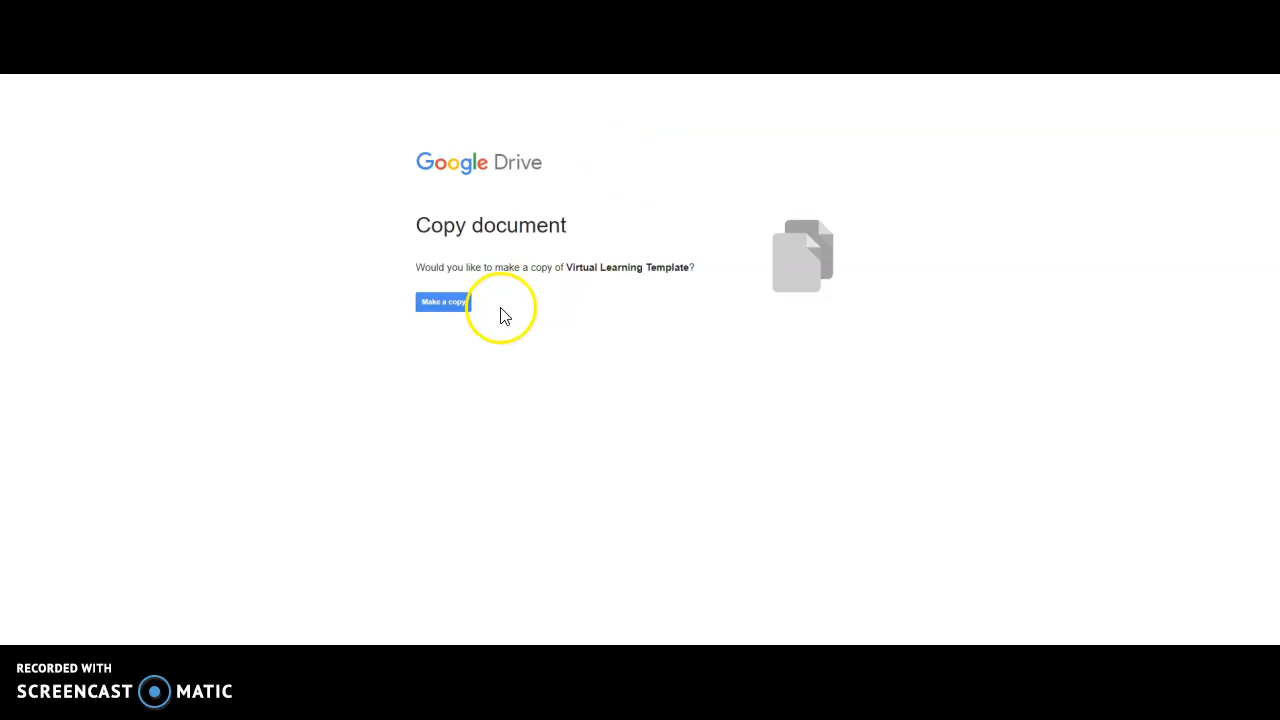 Google Drive
Copy document
Would you like to make a copy of Virtual Learning Template?
Make a copy
RECORDED WITH
SCREENCAST MATIC